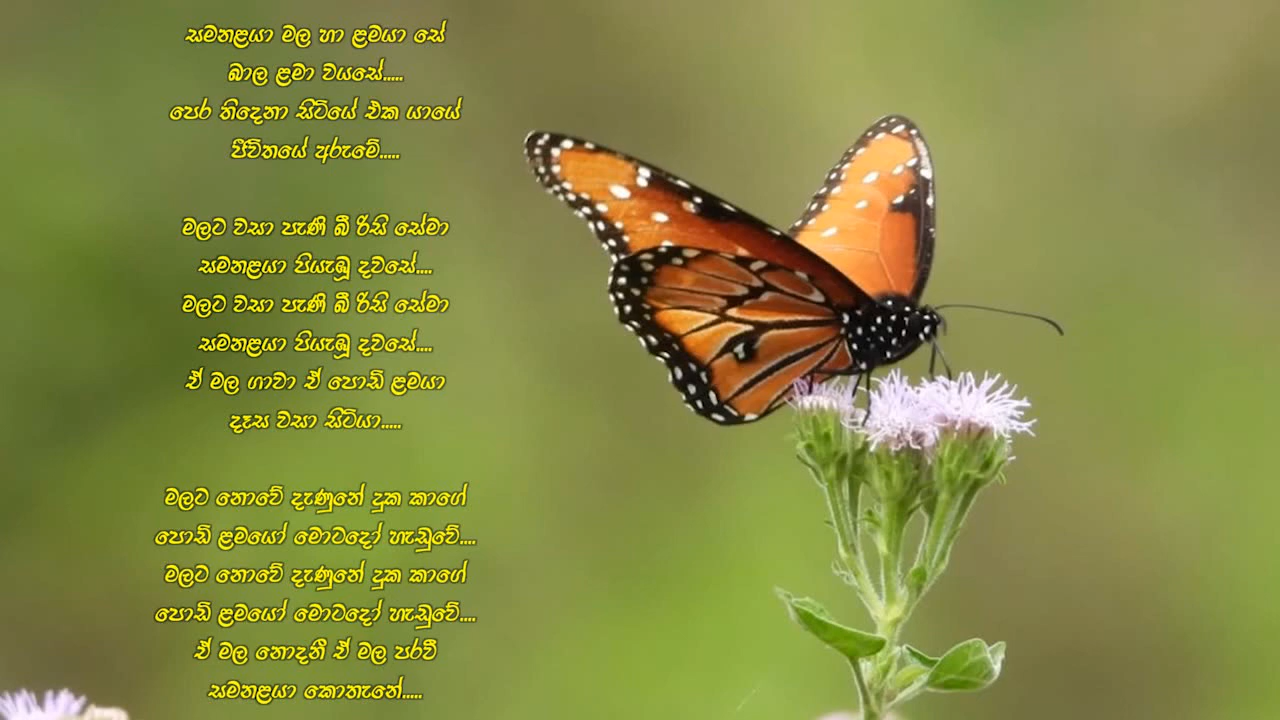 සමනළයා මල හා ළමයා සේ
බාල ළමා වයසේ.....
පෙර තිදෙනා සිටියේ එක යායේ
ජීවිතයේ අරුමේ.....
මලට වසා පැණි බී රිසි සේමා
සමනළයා පියැඹූ දවසේ....
මලට වසා පැණි බී රිසි සේමා
සමනළයා පියැඹූ දවසේ....
ඒ මල ගාවා ඒ පොඩි ළමයා
දෑස වසා සිටියා.....
මලට නොවේ දැණුනේ දුක කාගේ
පොඩි ළමයෝ මොටදෝ හැඩුවේ....
මලට නොවේ දැණුනේ දුක කාගේ
පොඩි ළමයෝ මොටදෝ හැඩුවේ....
ඒ මල නොදනී ඒ මල පරවී
සමනළයා කොතැනේ.....